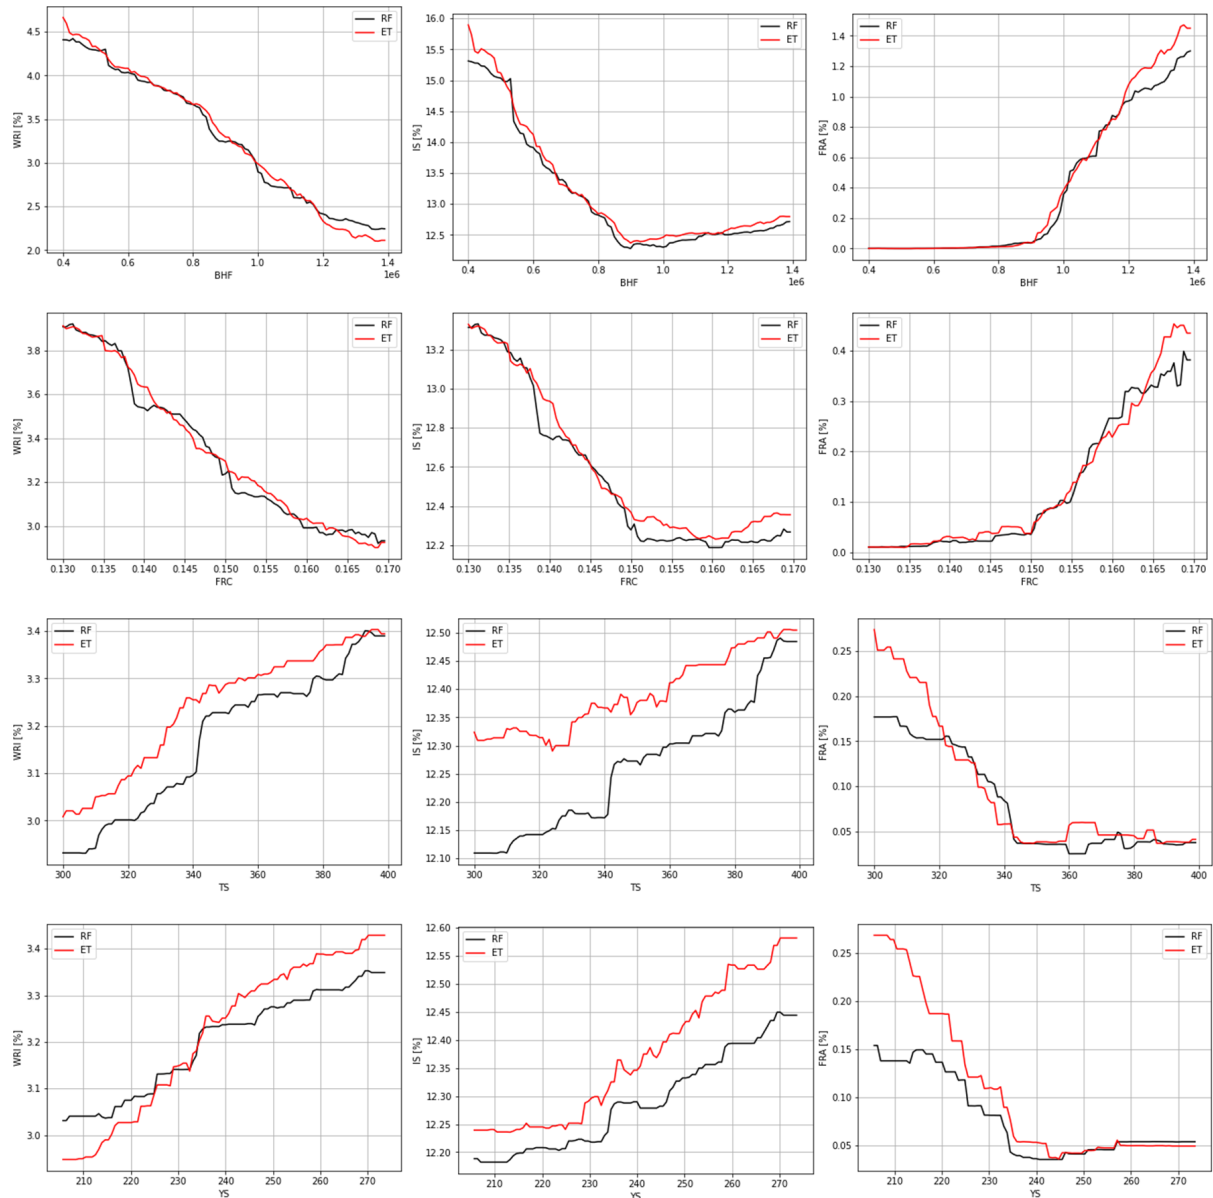 RF
ET
WRI [%]
4.5
4.0
3.5
3.0
2.5
2.0
0.4 0.6 0.8 1.0 1.2 1.4
1e6
BHF
RF
ET
IS [%]
16.0
15.5
15.0
14.5
14.0
13.5
13.0
12.5
0.4 0.6 0.8 1.0 1.2 1.4
1e6
BHF
RF
ET
FRA [%]
1.4
1.2
1.0
0.8
0.6
0.4
0.2
0.0
0.4 0.6 0.8 1.0 1.2 1.4
1e6
BHF
RF
ET
WRI [%]
3.8
3.6
3.4
3.2
3.0
0.130 0.135 0.140 0.145 0.150 0.155 0.160 0.165 0.170
FRC
RF
ET
IS [%]
13.2
13.0
12.8
12.6
12.4
12.2
0.130 0.135 0.140 0.145 0.150 0.155 0.160 0.165 0.170
FRC
RF
ET
FRA [%]
0.4
0.3
0.2
0.1
0.0
0.130 0.135 0.140 0.145 0.150 0.155 0.160 0.165 0.170
FRC
RF
ET
WRI [%]
3.4
3.3
3.2
3.1
3.0
300 320 340 360 380 400
TS
RF
ET
IS [%]
12.50
12.45
12.40
12.35
12.30
12.25
12.20
12.15
12.10
300 320 340 360 380 400
TS
RF
ET
FRA [%]
0.25
0.20
0.15
0.10
0.05
300 320 340 360 380 400
TS
RF
ET
WRI [%]
3.4
3.3
3.2
3.1
3.0
210 220 230 240 250 260 270
YS
RF
ET
IS [%]
12.60
12.55
12.50
12.45
12.40
12.35
12.30
12.25
12.20
210 220 230 240 250 260 270
YS
RF
ET
FRA [%]
0.25
0.20
0.15
0.10
0.05
210 220 230 240 250 260 270
YS